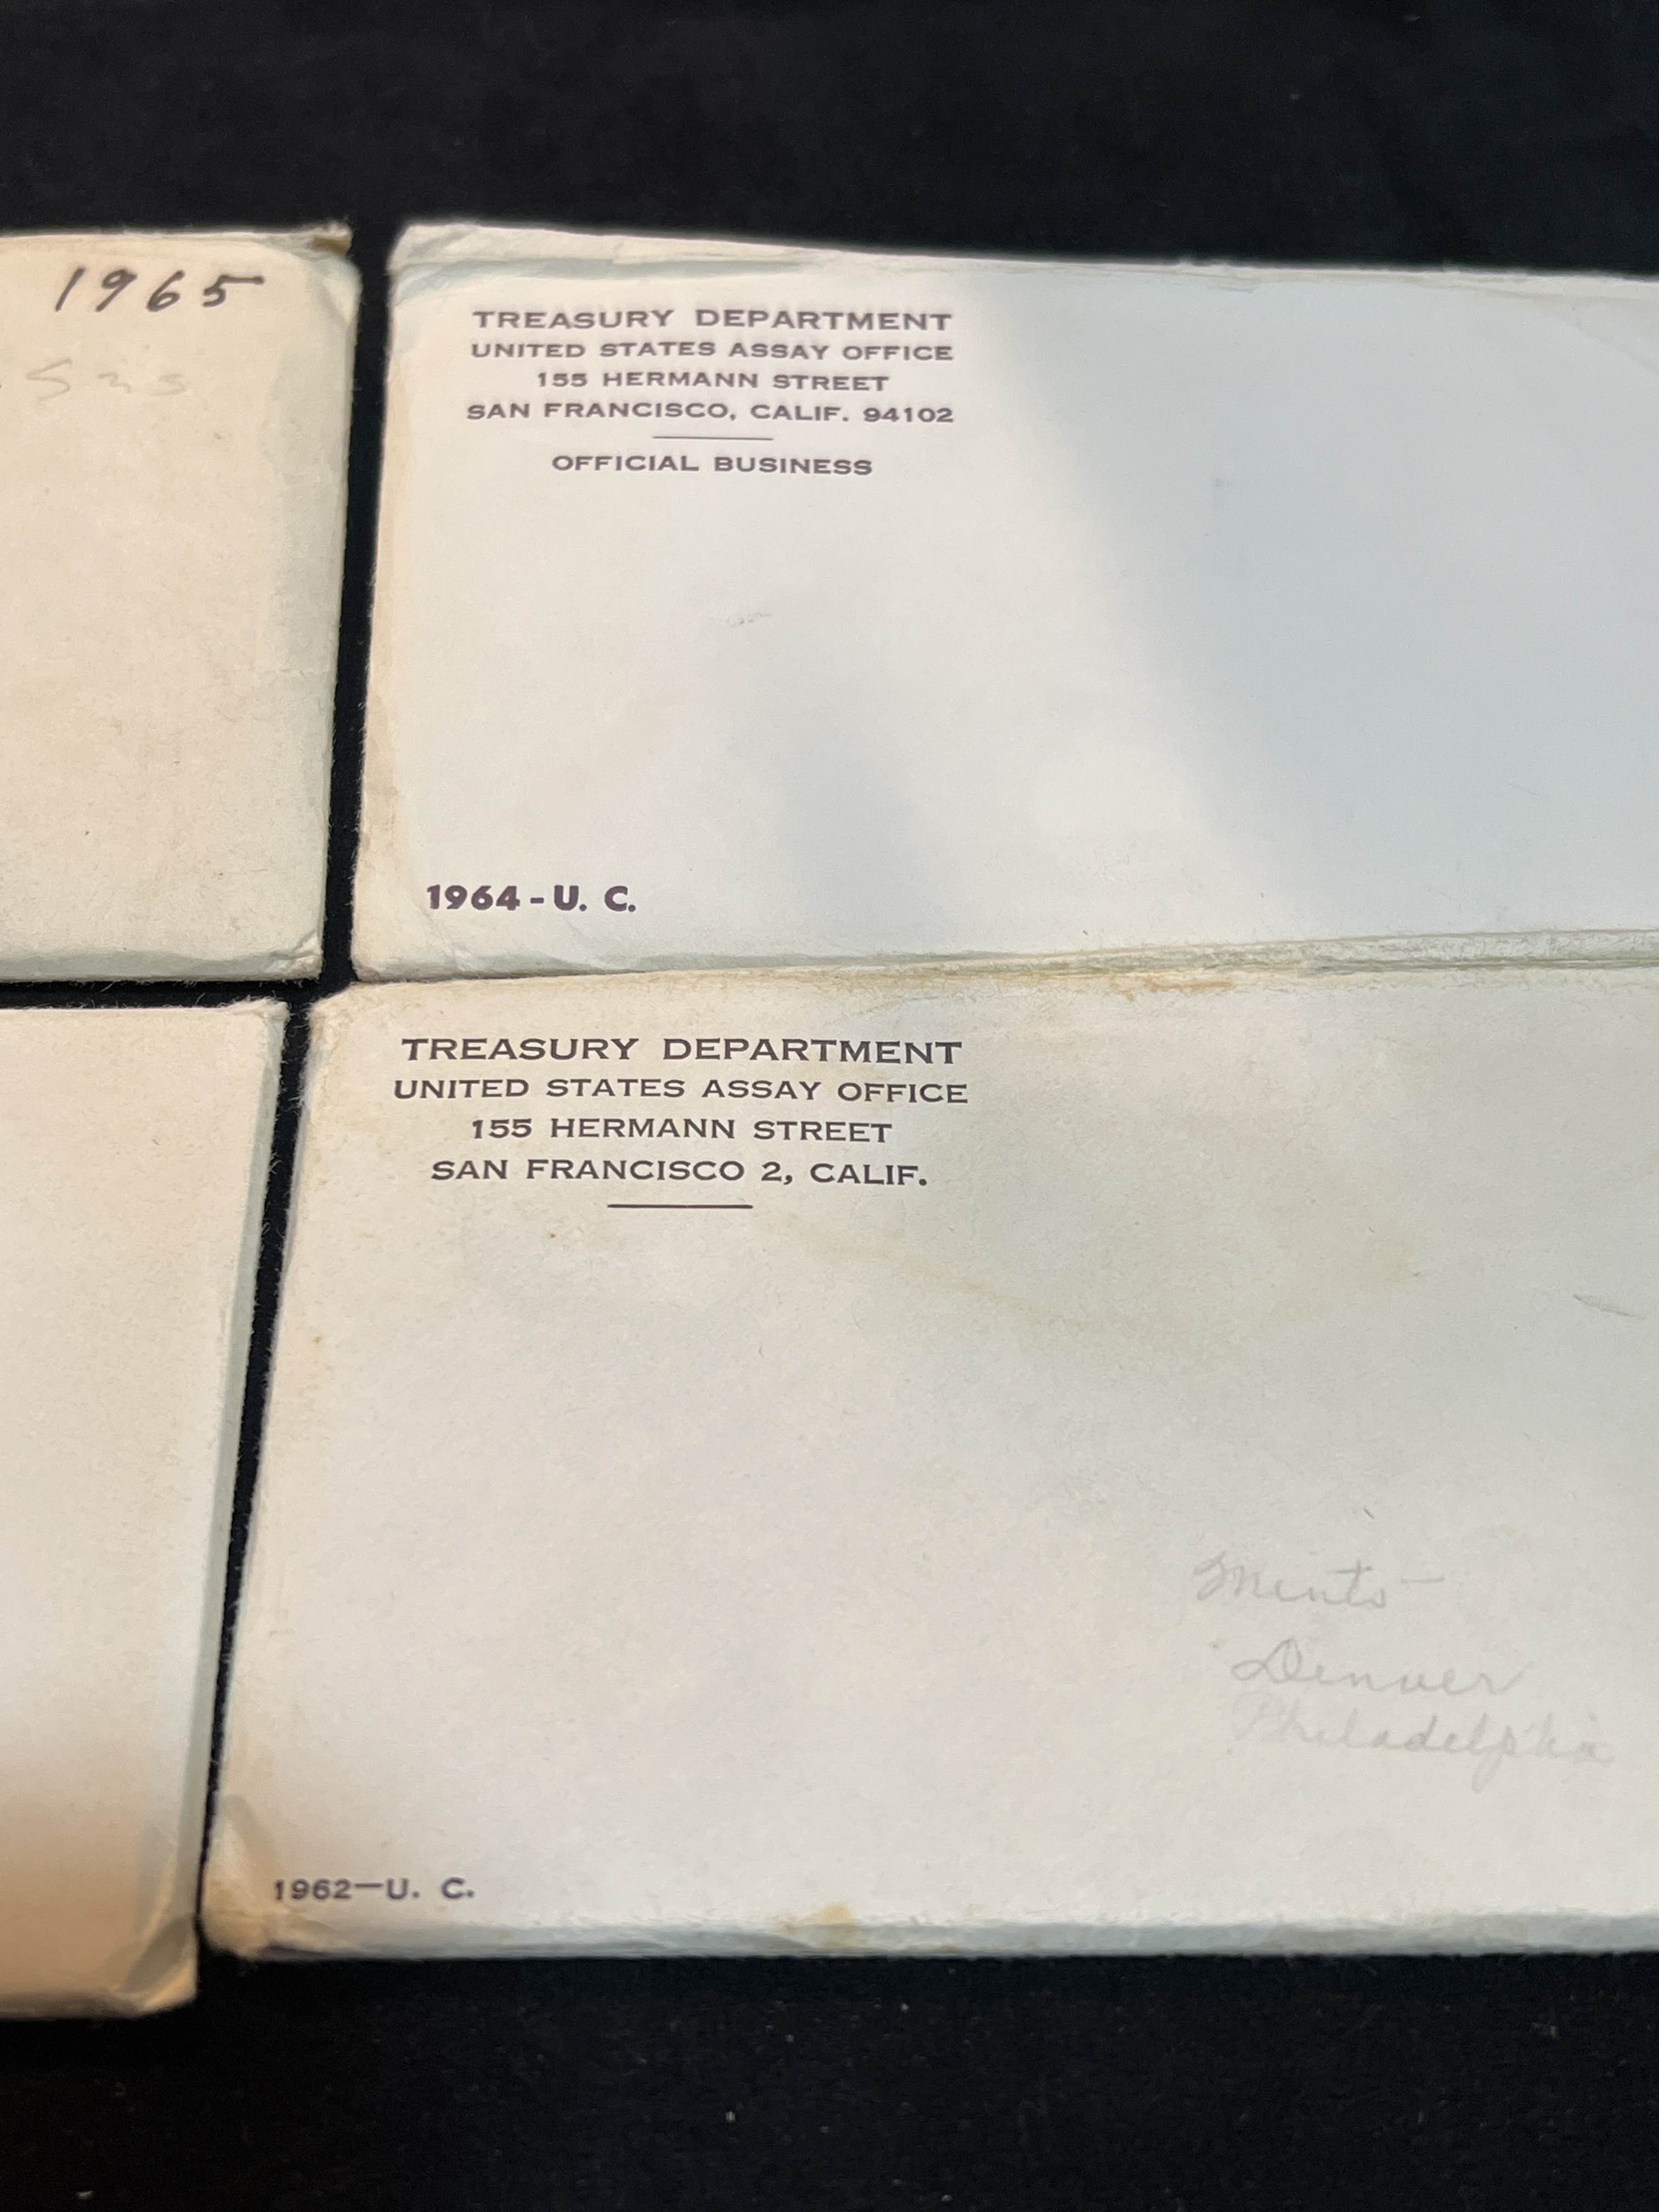 1965
TREASURY DEPARTMENT
UNITED STATES ASSAY OFFICE
155 HERMANN STREET
SAN FRANCISCO, CALIF. 94102
OFFICIAL BUSINESS
1964-U. C.
TREASURY DEPARTMENT
UNITED STATES ASSAY OFFICE
155 HERMANN STREET
SAN FRANCISCO 2, CALIF.
Mints—
Denver
Philadelphia
1962—U. C.